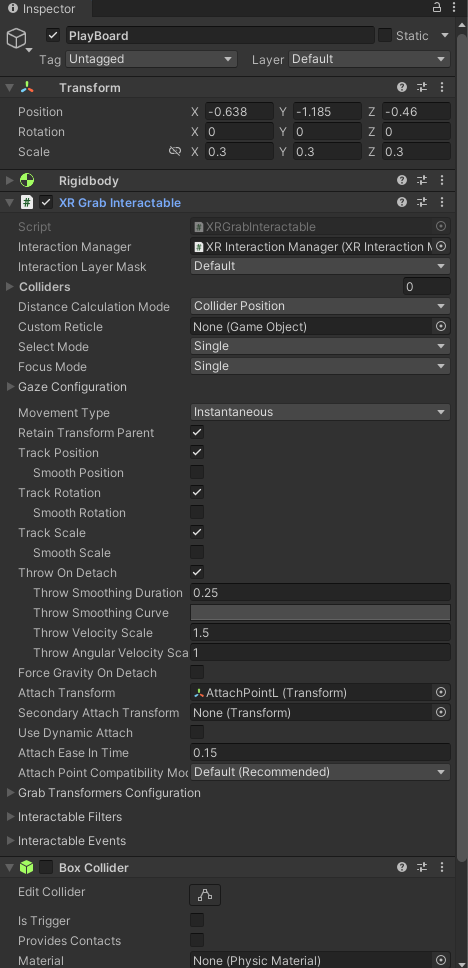 Inspector
PlayBoard Static
Tag Untagged Layer Default
Transform
Position X -0.638 Y -1.185 Z -0.46
Rotation X 0 Y 0 Z 0
Scale X 0.3 Y 0.3 Z 0.3
Rigidbody
# XR Grab Interactable
Script # XRGrabInteractable
Interaction Manager # XR Interaction Manager (XR Interaction M
Interaction Layer Mask Default
Colliders 0
Distance Calculation Mode Collider Position
Custom Reticle None (Game Object)
Select Mode Single
Focus Mode Single
Gaze Configuration
Movement Type Instantaneous
Retain Transform Parent
Track Position
Smooth Position
Track Rotation
Smooth Rotation
Track Scale
Smooth Scale
Throw On Detach
Throw Smoothing Duration 0.25
Throw Smoothing Curve
Throw Velocity Scale 1.5
Throw Angular Velocity Sca 1
Force Gravity On Detach
Attach Transform AttachPointL (Transform)
Secondary Attach Transform None (Transform)
Use Dynamic Attach
Attach Ease In Time 0.15
Attach Point Compatibility Mod Default (Recommended)
Grab Transformers Configuration
Interactable Filters
Interactable Events
Box Collider
Edit Collider
Is Trigger
Provides Contacts
Material None (Physic Material)